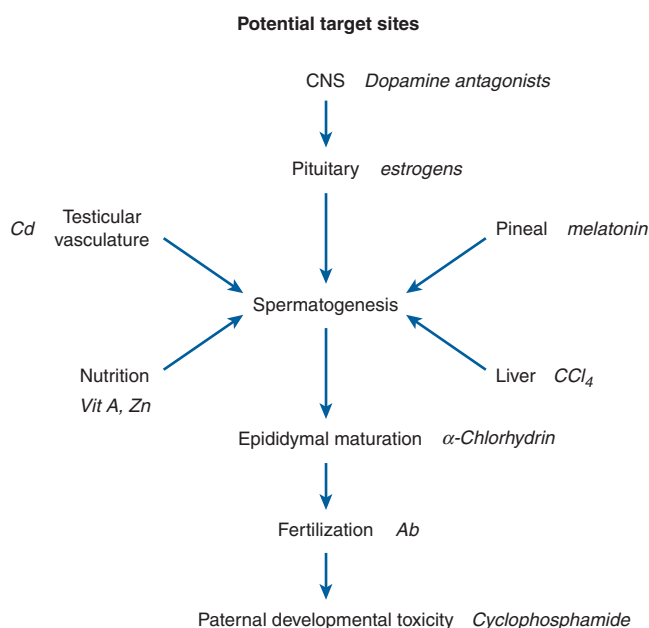 Potential target sites
CNS Dopamine antagonists
Pituitary estrogens
Cd Testicular
vasculature
Pineal melatonin
Spermatogenesis
Nutrition
Vit A, Zn
Liver CCl₄
Epididymal maturation α-Chlorhydrin
Fertilization Ab
Paternal developmental toxicity Cyclophosphamide